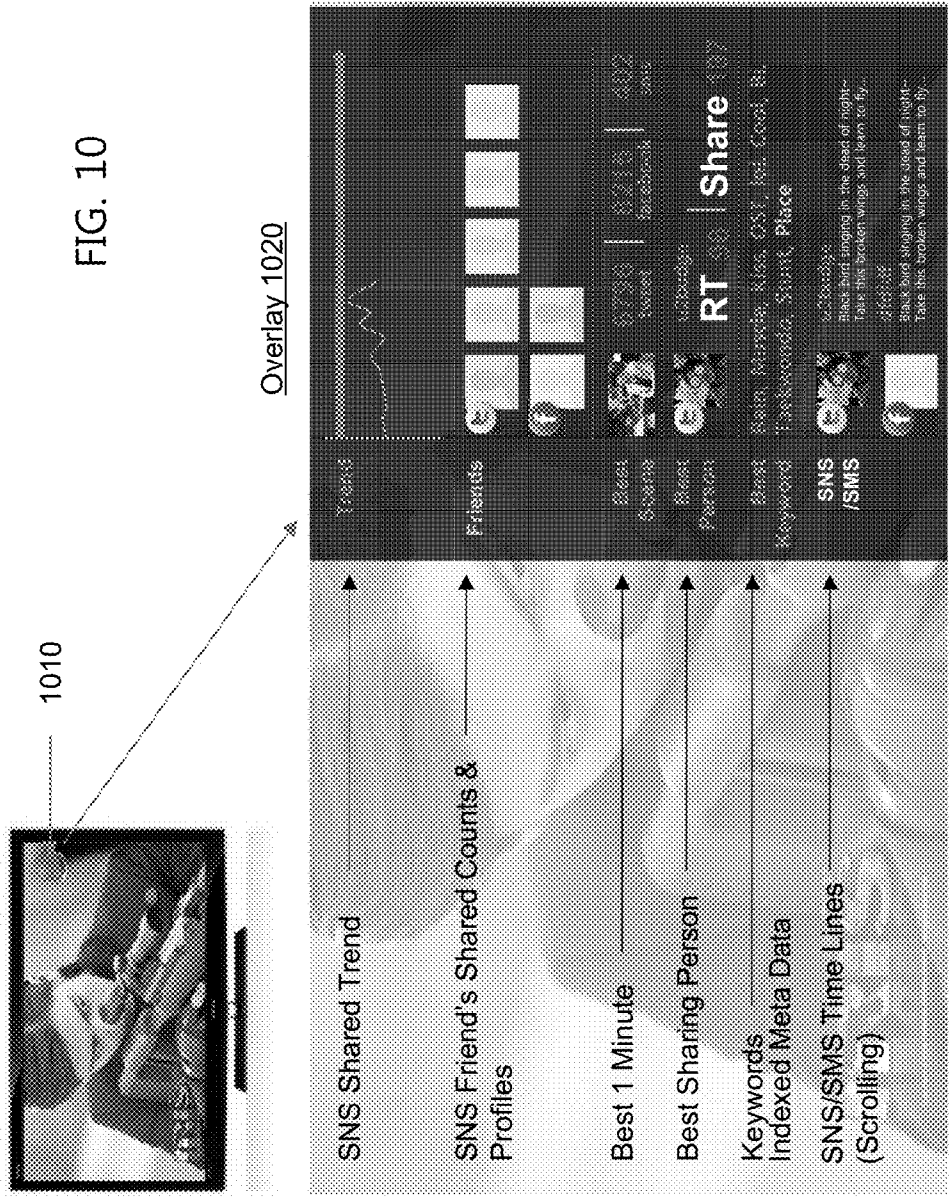 FIG. 10
1010
Overlay 1020
SNS Shared Trend
SNS Friend's Shared Counts &
Profiles
Best 1 Minute
Best Sharing Person
Keywords
Indexed Meta Data
SNS/SMS Time Lines
(Scrolling)
Trend
Friends
Best
Scene
Best
Person
RT
Share
Best
Keyword
Place
SNS
/SMS
Black bird singing in the dead of night~
Take this broken wings and learn to fly...
Black bird singing in the dead of night~
Take this broken wings and learn to fly...